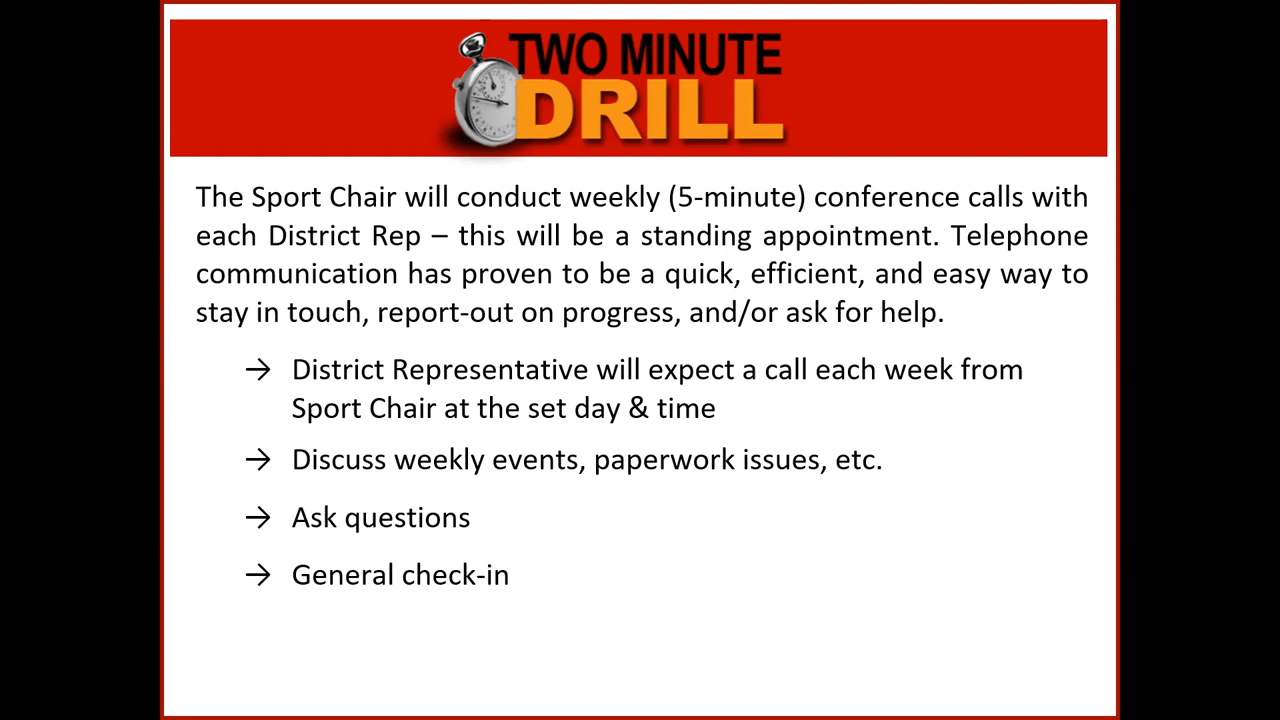 TWO MINUTE
DRILL
The Sport Chair will conduct weekly (5-minute) conference calls with
each District Rep – this will be a standing appointment. Telephone
communication has proven to be a quick, efficient, and easy way to
stay in touch, report-out on progress, and/or ask for help.
→ District Representative will expect a call each week from
Sport Chair at the set day & time
→ Discuss weekly events, paperwork issues, etc.
→ Ask questions
→ General check-in